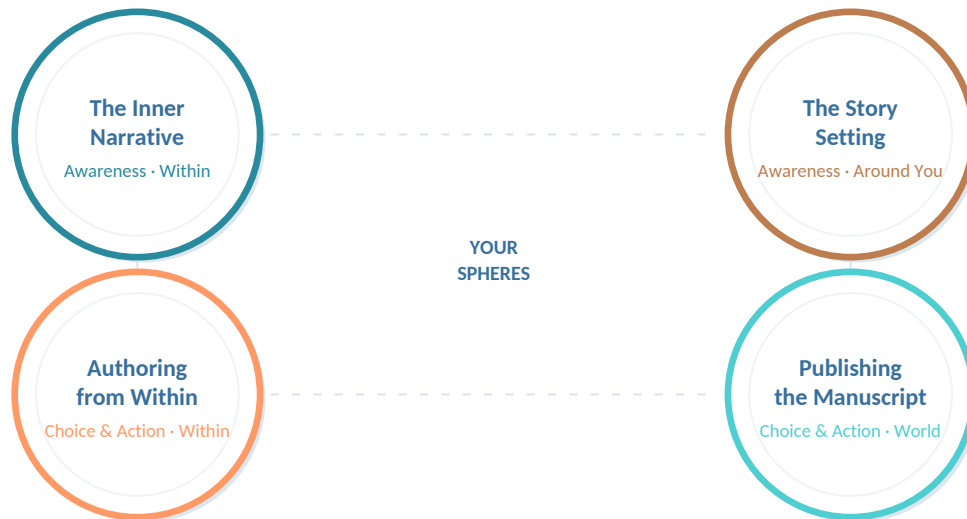 The Inner
Narrative
Awareness · Within
The Story
Setting
Awareness · Around You
YOUR
SPHERES
Authoring
from Within
Choice & Action · Within
Publishing
the Manuscript
Choice & Action · World